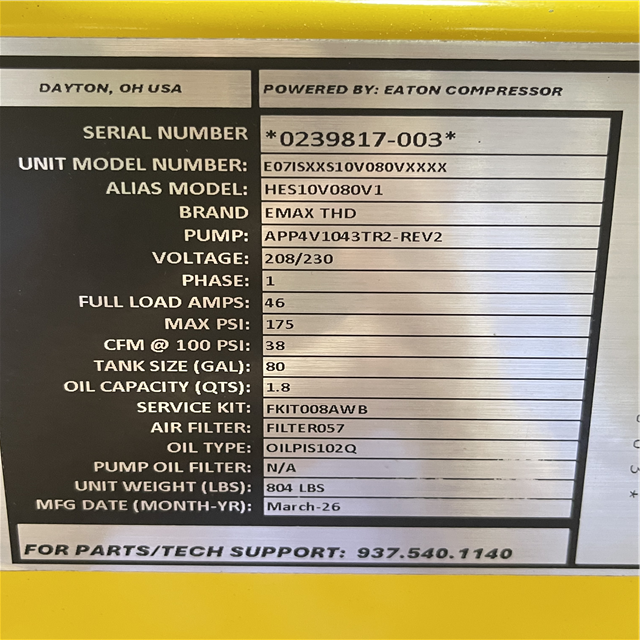 DAYTON, OH USA
POWERED BY: EATON COMPRESSOR
SERIAL NUMBER *0239817-003*
UNIT MODEL NUMBER: E07ISXXS10V080VXXXX
ALIAS MODEL: HES10V080V1
BRAND EMAX THD
PUMP: APP4V1043TR2-REV2
VOLTAGE: 208/230
PHASE: 1
FULL LOAD AMPS: 46
MAX PSI: 175
CFM @ 100 PSI: 38
TANK SIZE (GAL): 80
OIL CAPACITY (QTS): 1.8
SERVICE KIT: FKIT008AWB
AIR FILTER: FILTER057
OIL TYPE: OILPIS102Q
PUMP OIL FILTER: N/A
UNIT WEIGHT (LBS): 804 LBS
MFG DATE (MONTH-YR): March-26
FOR PARTS/TECH SUPPORT: 937.540.1140